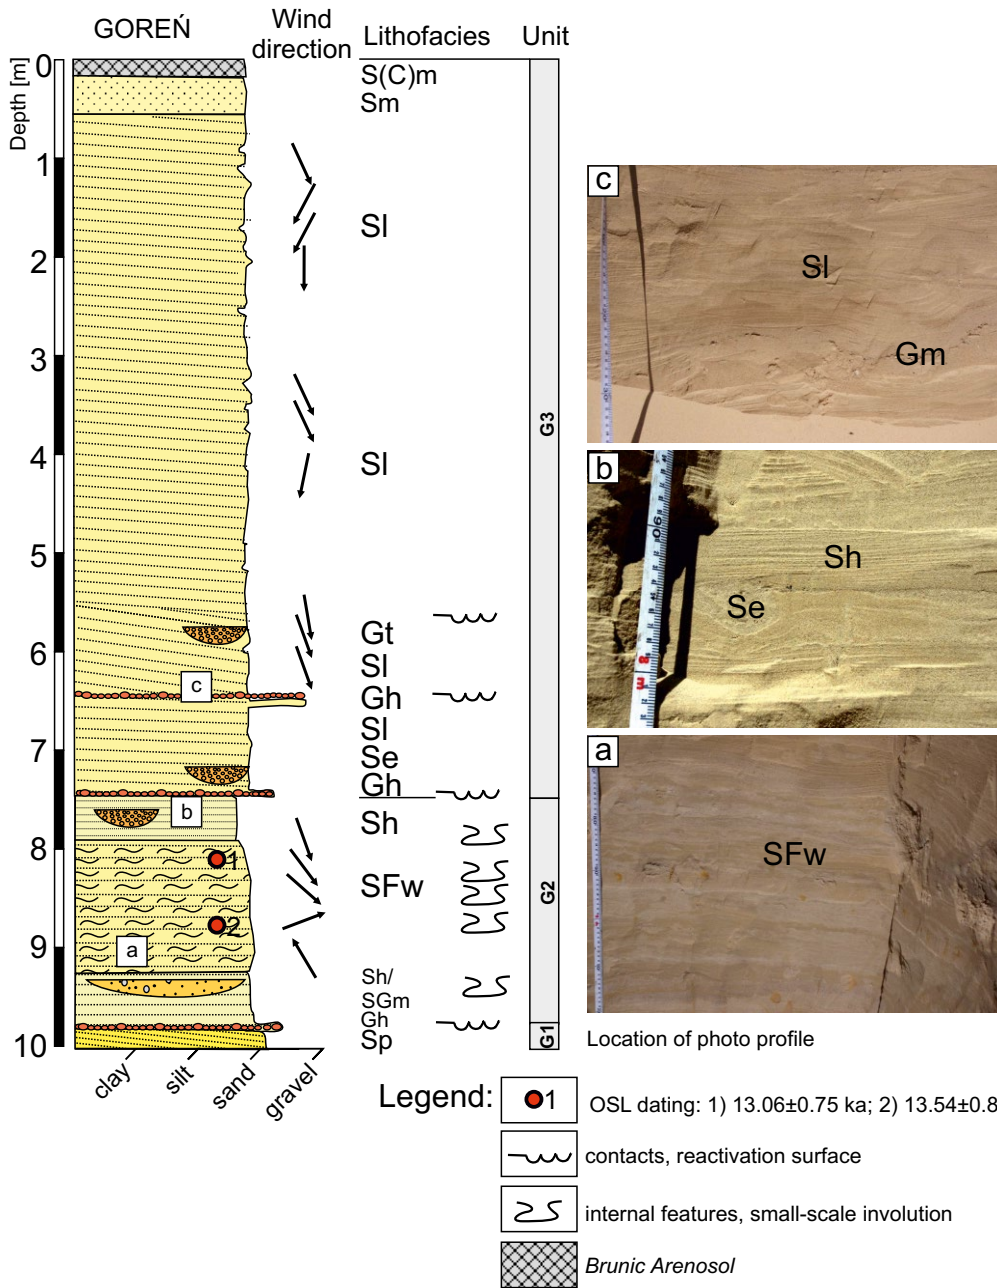 GOREŃ
Wind
direction
Lithofacies
Unit
Depth [m]
0
1
2
3
4
5
6
7
8
9
10
S(C)m
Sm
Sl
Sl
Gt
Sl
Gh
Sl
Se
Gh
Sh
SFw
Sh/
SGm
Gh
Sp
G3
G2
G1
c
b
1
2
a
clay
silt
sand
gravel
c
Sl
Gm
b
Sh
Se
a
SFw
Location of photo profile
Legend:
1 OSL dating: 1) 13.06±0.75 ka; 2) 13.54±0.8
contacts, reactivation surface
internal features, small-scale involution
Brunic Arenosol